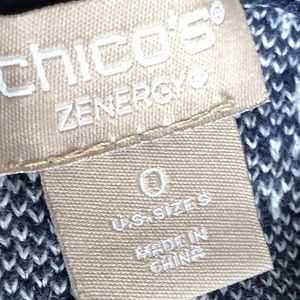 chico's®
ZENERGY®
0
U.S. SIZE S
MADE IN
CHINA